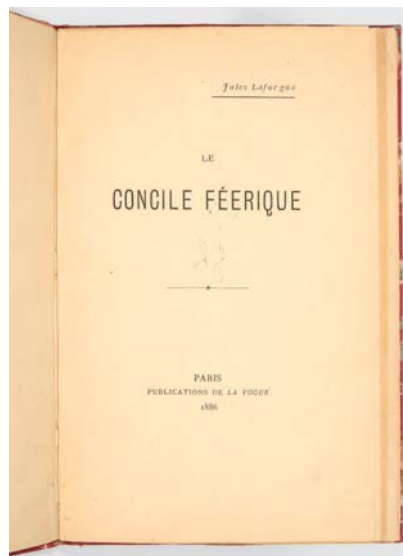 Jules Laforgue
LE
CONCILE FÉERIQUE
PARIS
PUBLICATIONS DE LA VOGUE
1886